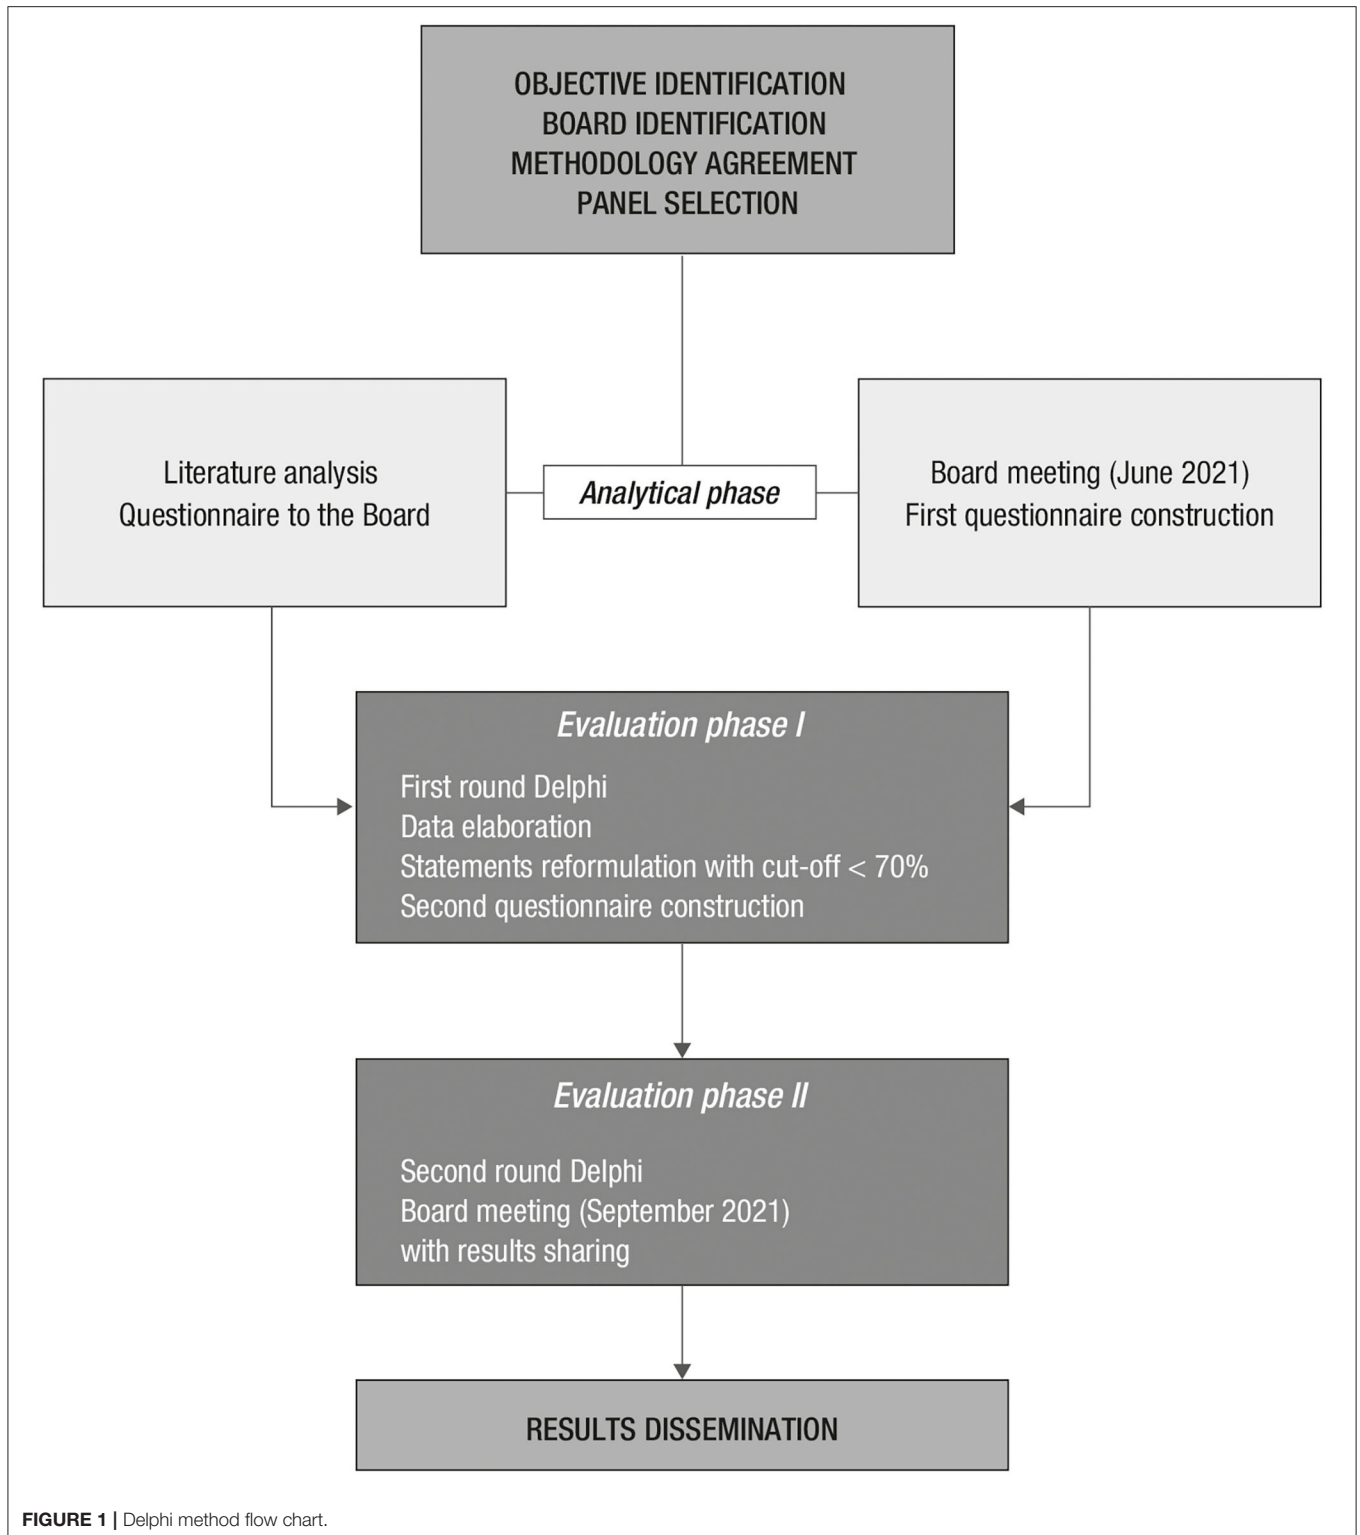 OBJECTIVE IDENTIFICATION
BOARD IDENTIFICATION
METHODOLOGY AGREEMENT
PANEL SELECTION
Literature analysis
Questionnaire to the Board
Analytical phase
Board meeting (June 2021)
First questionnaire construction
Evaluation phase I
First round Delphi
Data elaboration
Statements reformulation with cut-off < 70%
Second questionnaire construction
Evaluation phase II
Second round Delphi
Board meeting (September 2021)
with results sharing
RESULTS DISSEMINATION
FIGURE 1 | Delphi method flow chart.